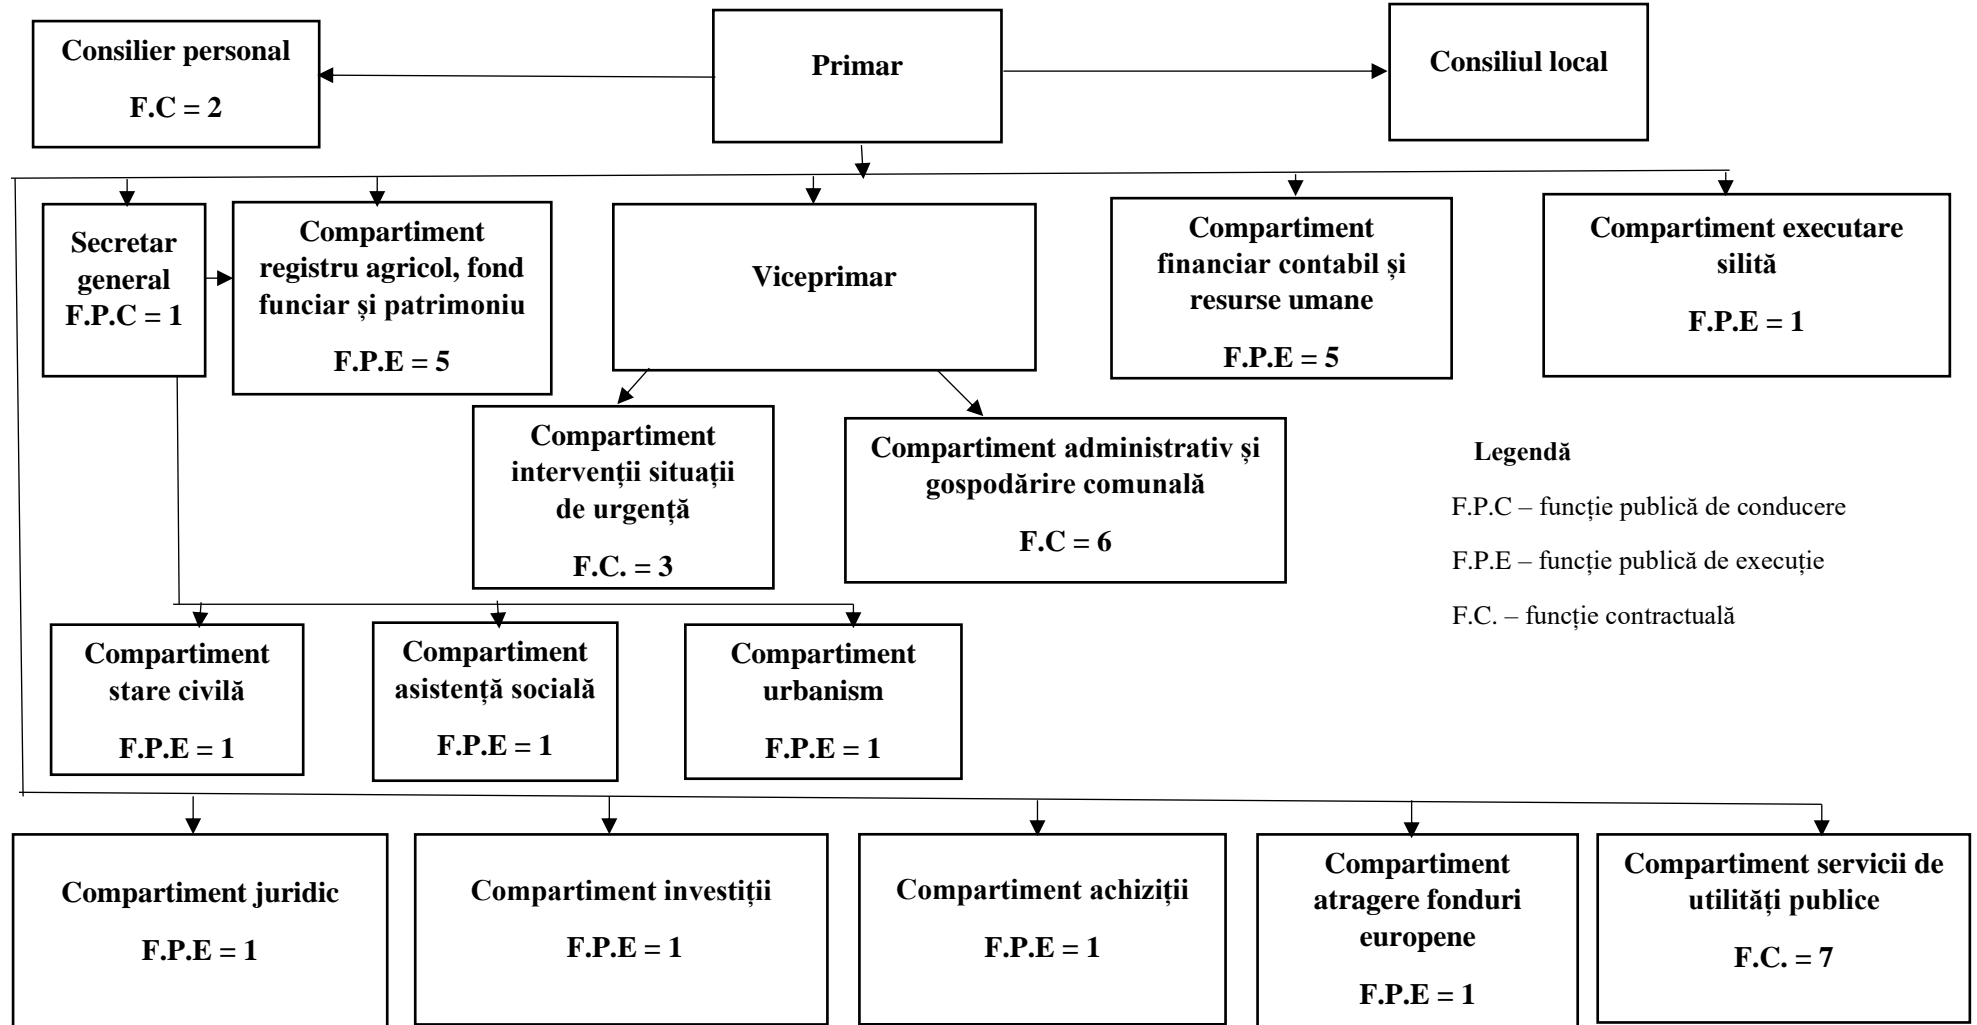 Consilier personal
F.C = 2
Primar
Consiliul local
Secretar
general
F.P.C = 1
Compartiment
registru agricol, fond
funciar și patrimoniu
F.P.E = 5
Viceprimar
Compartiment
financiar contabil și
resurse umane
F.P.E = 5
Compartiment executare
silită
F.P.E = 1
Compartiment
intervenții situații
de urgență
F.C. = 3
Compartiment administrativ și
gospodărire comunală
F.C = 6
Legendă
F.P.C – funcție publică de conducere
F.P.E – funcție publică de execuție
F.C. – funcție contractuală
Compartiment
stare civilă
F.P.E = 1
Compartiment
asistență socială
F.P.E = 1
Compartiment
urbanism
F.P.E = 1
Compartiment juridic
F.P.E = 1
Compartiment investiții
F.P.E = 1
Compartiment achiziții
F.P.E = 1
Compartiment
atragere fonduri
europene
F.P.E = 1
Compartiment servicii de
utilități publice
F.C. = 7